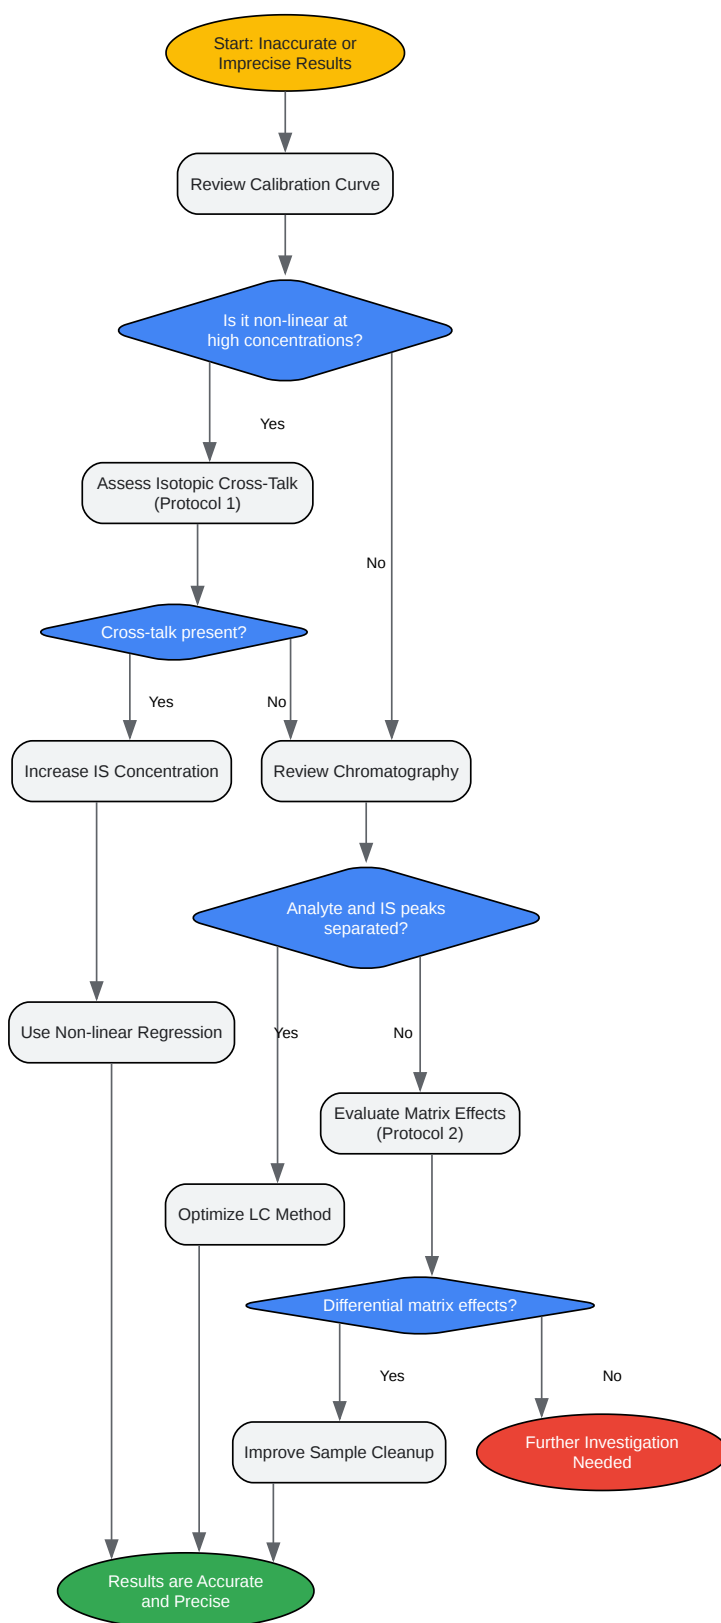 Start: Inaccurate or
Imprecise Results
Review Calibration Curve
Is it non-linear at
high concentrations?
Yes
Assess Isotopic Cross-Talk
(Protocol 1)
No
Cross-talk present?
Yes
No
Increase IS Concentration
Review Chromatography
Analyte and IS peaks
separated?
Use Non-linear Regression
Yes
No
Evaluate Matrix Effects
(Protocol 2)
Optimize LC Method
Differential matrix effects?
Yes
No
Improve Sample Cleanup
Further Investigation
Needed
Results are Accurate
and Precise